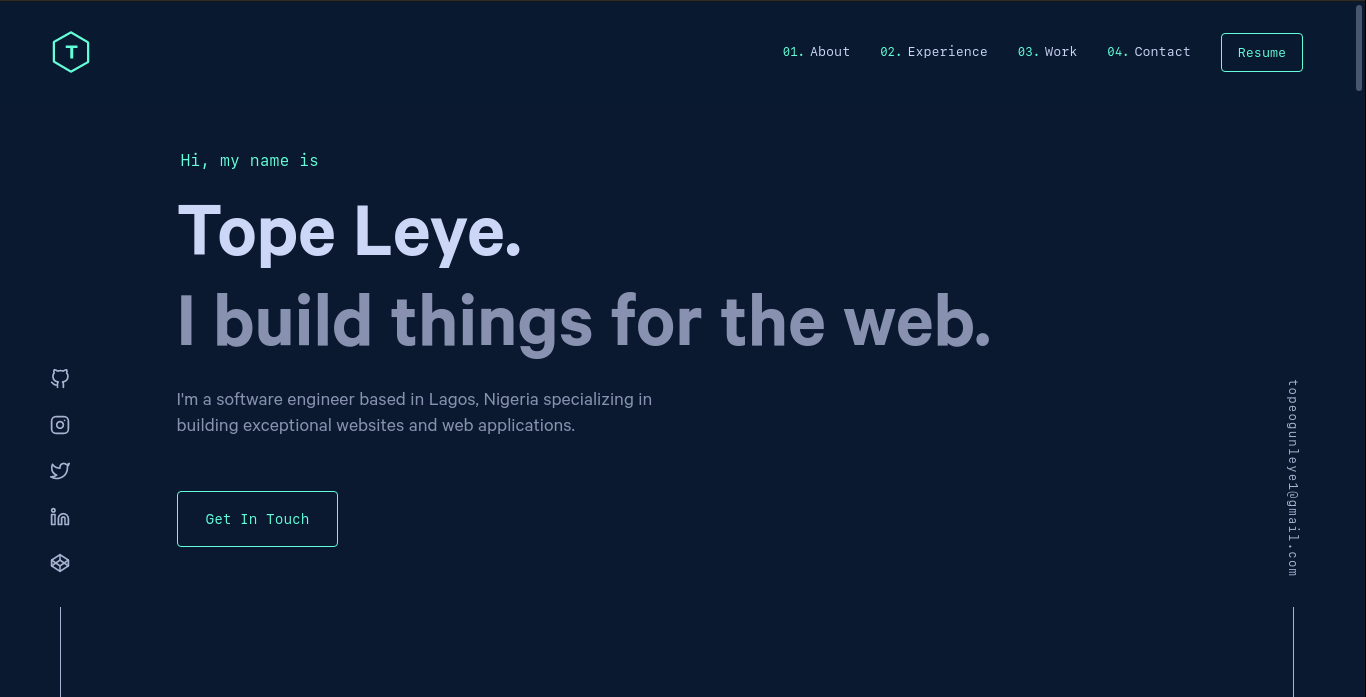 T
01. About 02. Experience 03. Work 04. Contact Resume
Hi, my name is
Tope Leye.
I build things for the web.
I'm a software engineer based in Lagos, Nigeria specializing in
building exceptional websites and web applications.
Get In Touch
topeogunleye1@gmail.com